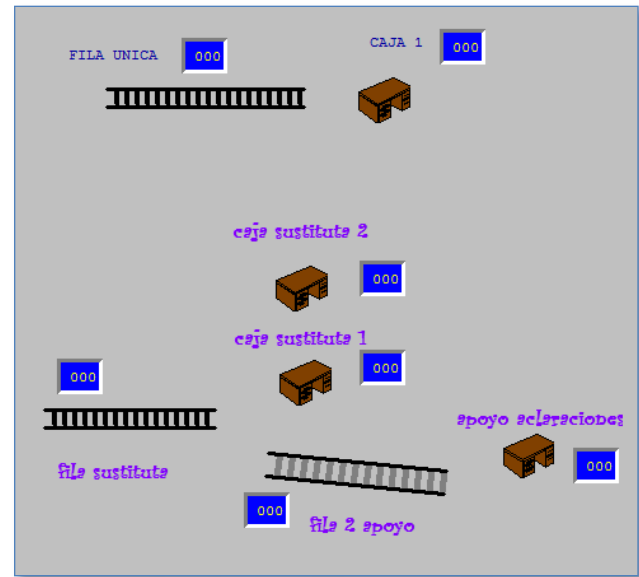 FILA UNICA
000
CAJA 1
000
caja sustituta 2
000
caja sustituta 1
000
000
fila sustituta
apoyo aclaraciones
000
000
fila 2 apoyo